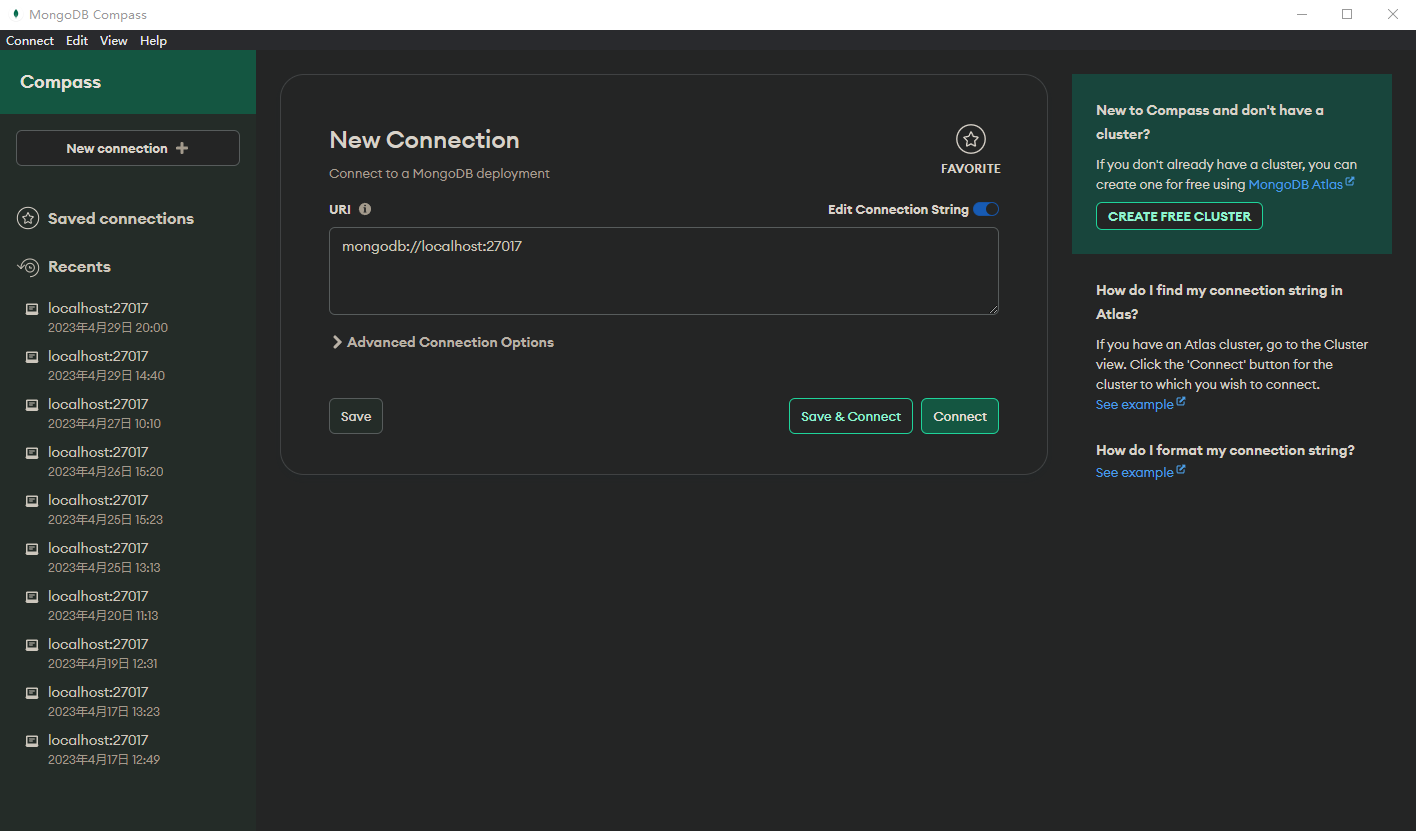 MongoDB Compass
Connect Edit View Help
Compass
New connection
Saved connections
Recents
localhost:27017
2023年4月29日 20:00
localhost:27017
2023年4月29日 14:40
localhost:27017
2023年4月27日 10:10
localhost:27017
2023年4月26日 15:20
localhost:27017
2023年4月25日 15:23
localhost:27017
2023年4月25日 13:13
localhost:27017
2023年4月20日 11:13
localhost:27017
2023年4月19日 12:31
localhost:27017
2023年4月17日 13:23
localhost:27017
2023年4月17日 12:49
New Connection
FAVORITE
Connect to a MongoDB deployment
URI
Edit Connection String
mongodb://localhost:27017
Advanced Connection Options
Save
Save & Connect
Connect
New to Compass and don't have a
cluster?
If you don't already have a cluster, you can
create one for free using MongoDB Atlas
CREATE FREE CLUSTER
How do I find my connection string in
Atlas?
If you have an Atlas cluster, go to the Cluster
view. Click the 'Connect' button for the
cluster to which you wish to connect.
See example
How do I format my connection string?
See example